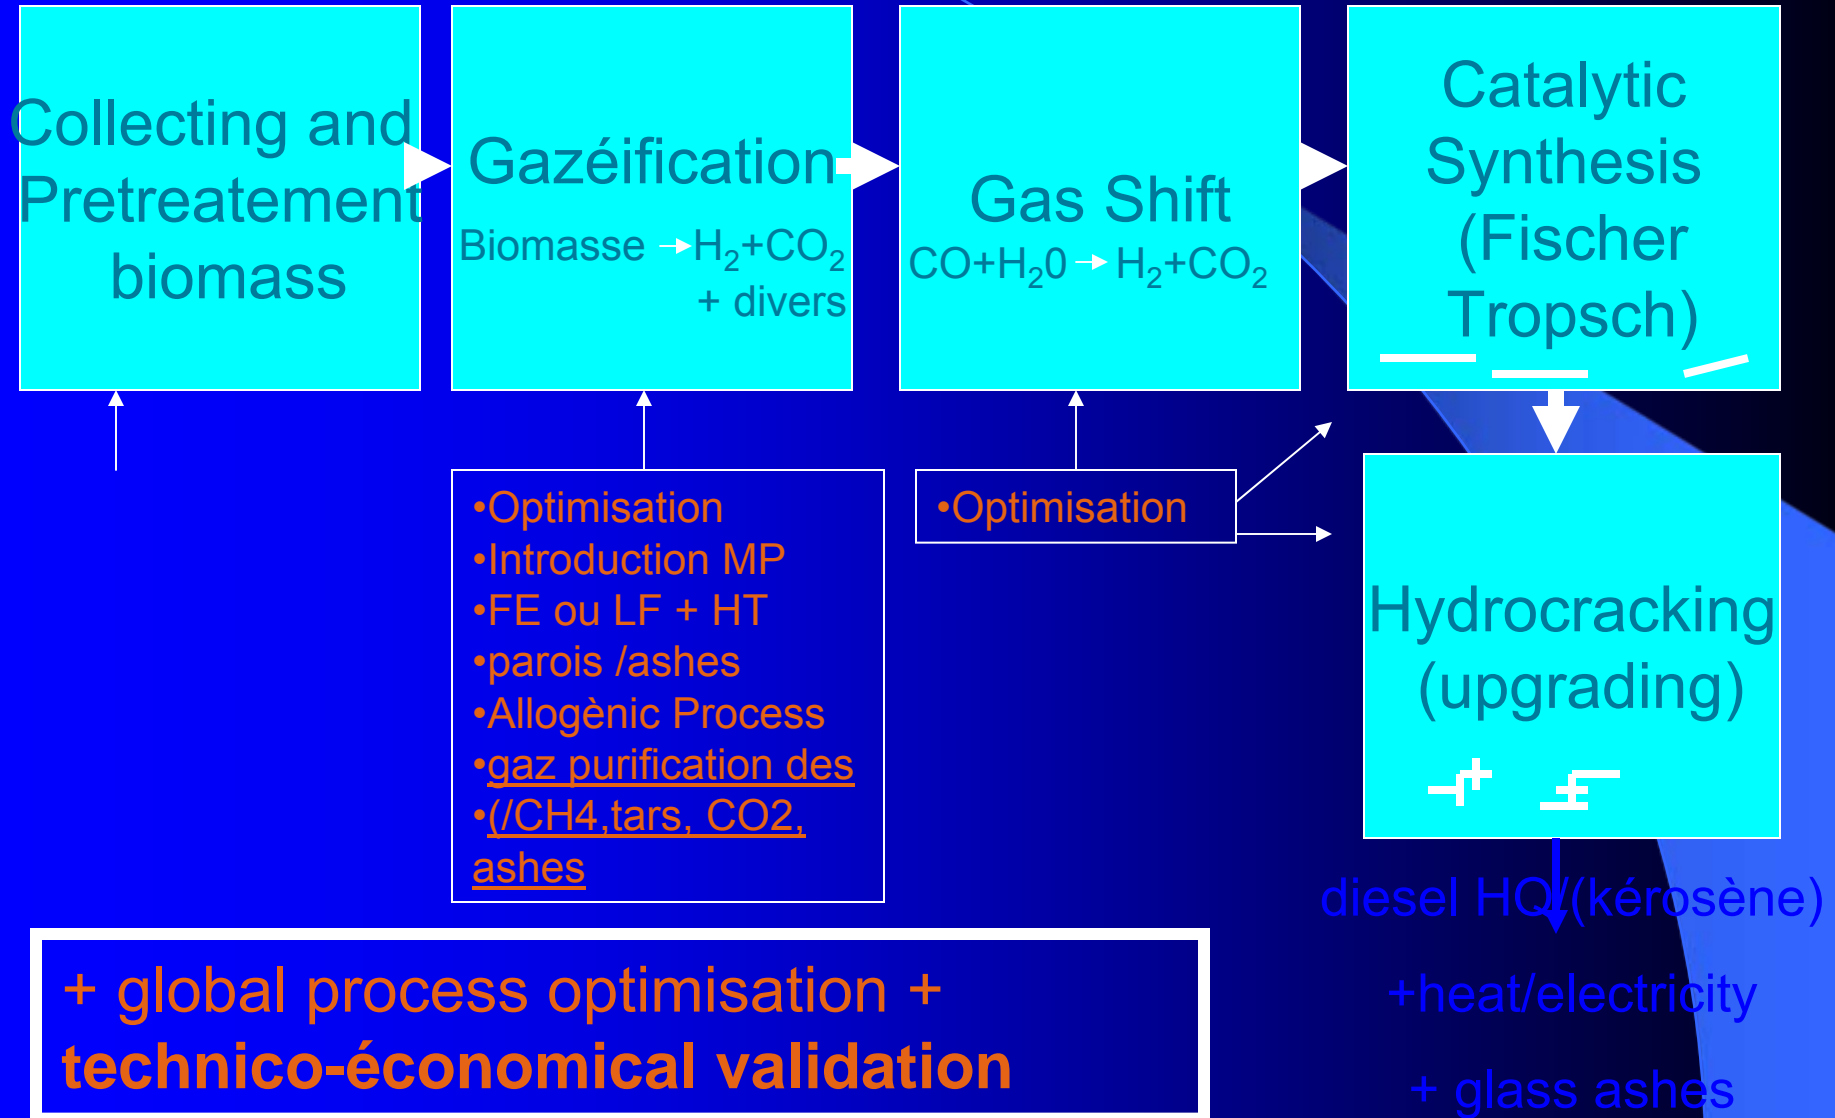 Collecting and
Pretreatement
biomass
Gazéification
Biomasse → H₂+CO₂
+ divers
Gas Shift
CO+H₂0 → H₂+CO₂
Catalytic
Synthesis
(Fischer
Tropsch)
•Optimisation
•Introduction MP
•FE ou LF + HT
•parois /ashes
•Allogènic Process
•gaz purification des
•(/CH4,tars, CO2,
ashes
•Optimisation
Hydrocracking
(upgrading)
diesel HQ/(kérosène)
+heat/electricity
+ glass ashes
+ global process optimisation +
technico-économical validation